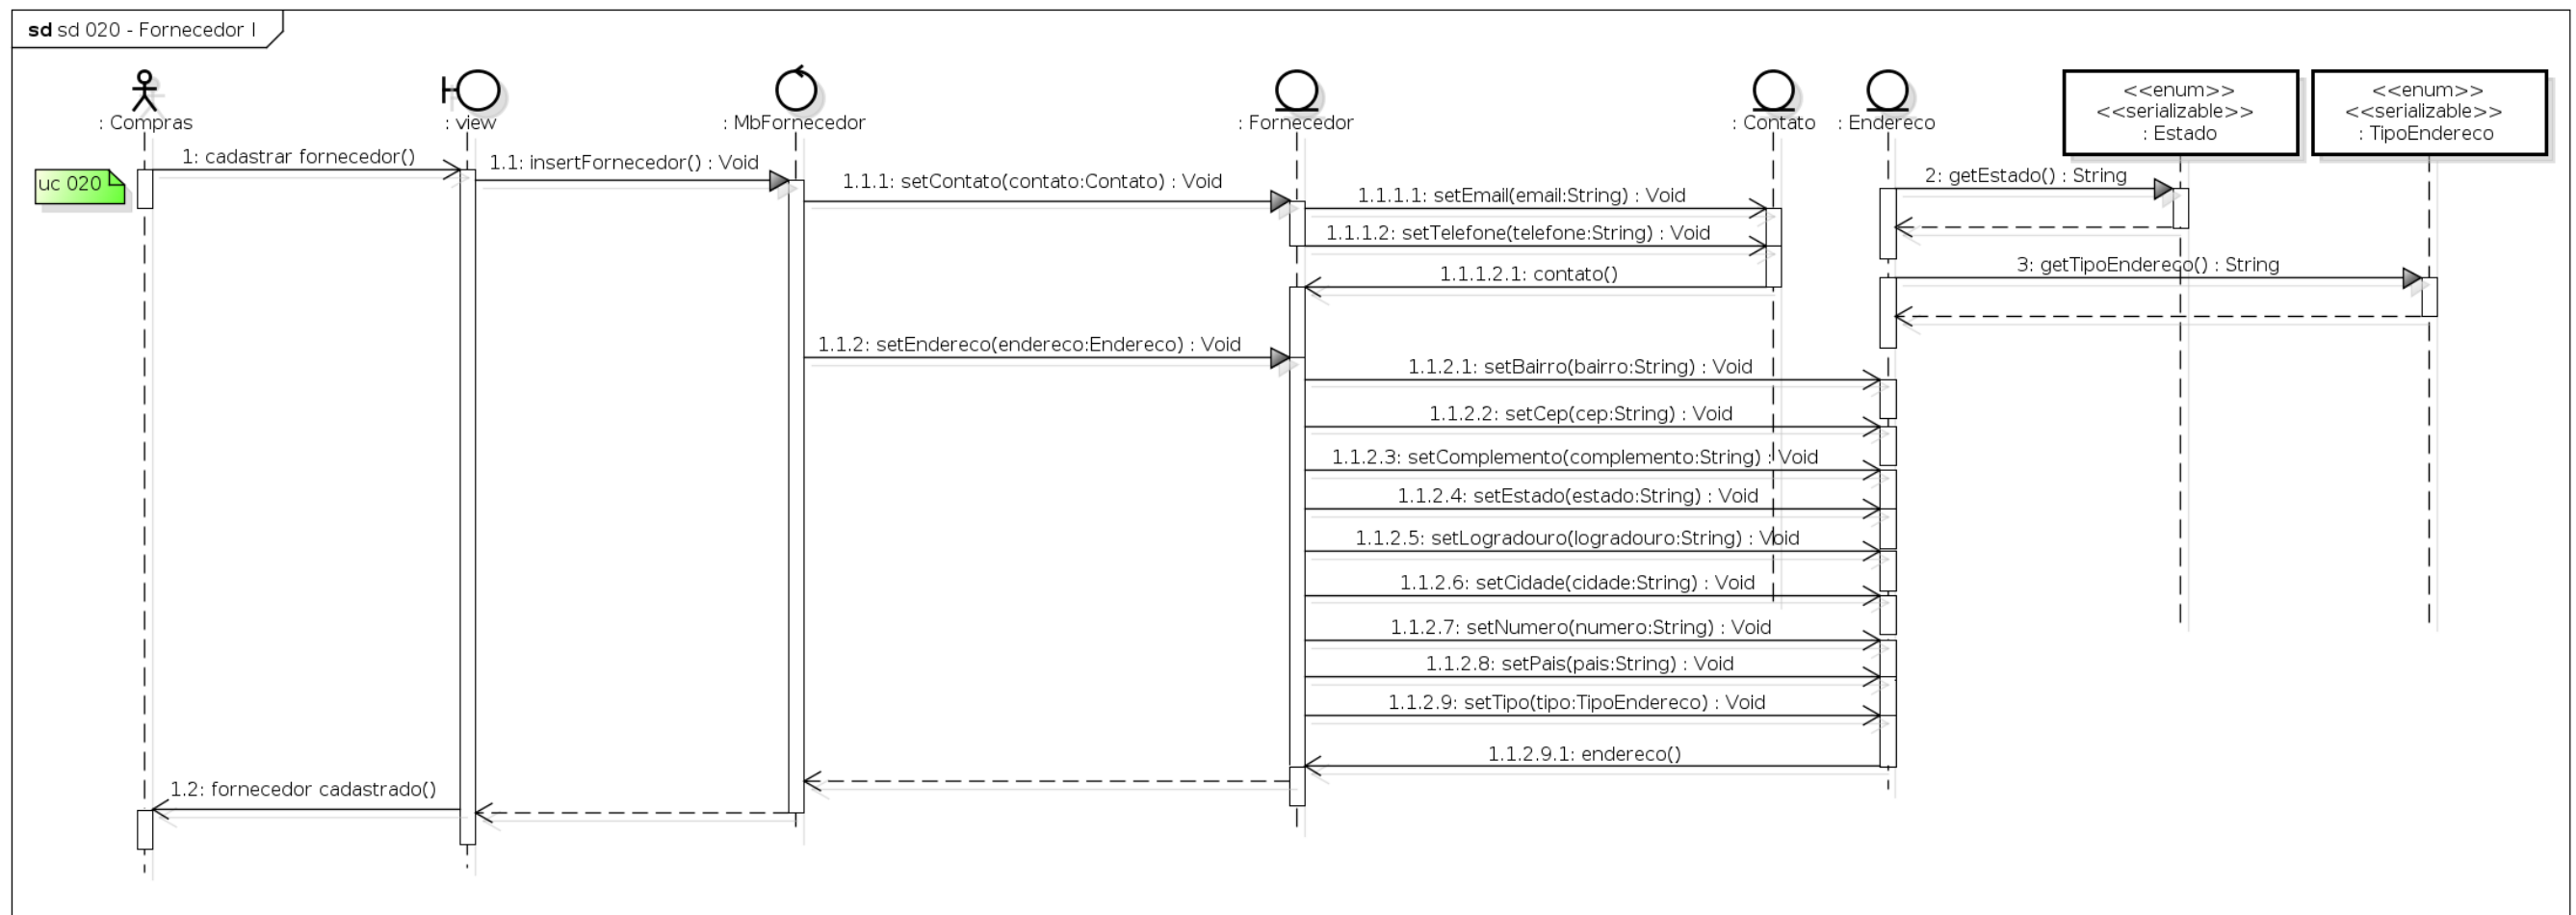 sd sd 020 - Fornecedor I
: Compras
: view
: MbFornecedor
: Fornecedor
: Contato
: Endereco
<<enum>>
<<serializable>>
: Estado
<<enum>>
<<serializable>>
: TipoEndereco
uc 020
1: cadastrar fornecedor()
1.1: insertFornecedor() : Void
1.1.1: setContato(contato:Contato) : Void
1.1.1.1: setEmail(email:String) : Void
2: getEstado() : String
1.1.1.2: setTelefone(telefone:String) : Void
3: getTipoEndereco() : String
1.1.1.2.1: contato()
1.1.2: setEndereco(endereco:Endereco) : Void
1.1.2.1: setBairro(bairro:String) : Void
1.1.2.2: setCep(cep:String) : Void
1.1.2.3: setComplemento(complemento:String) : Void
1.1.2.4: setEstado(estado:String) : Void
1.1.2.5: setLogradouro(logradouro:String) : Void
1.1.2.6: setCidade(cidade:String) : Void
1.1.2.7: setNumero(numero:String) : Void
1.1.2.8: setPais(pais:String) : Void
1.1.2.9: setTipo(tipo:TipoEndereco) : Void
1.1.2.9.1: endereco()
1.2: fornecedor cadastrado()